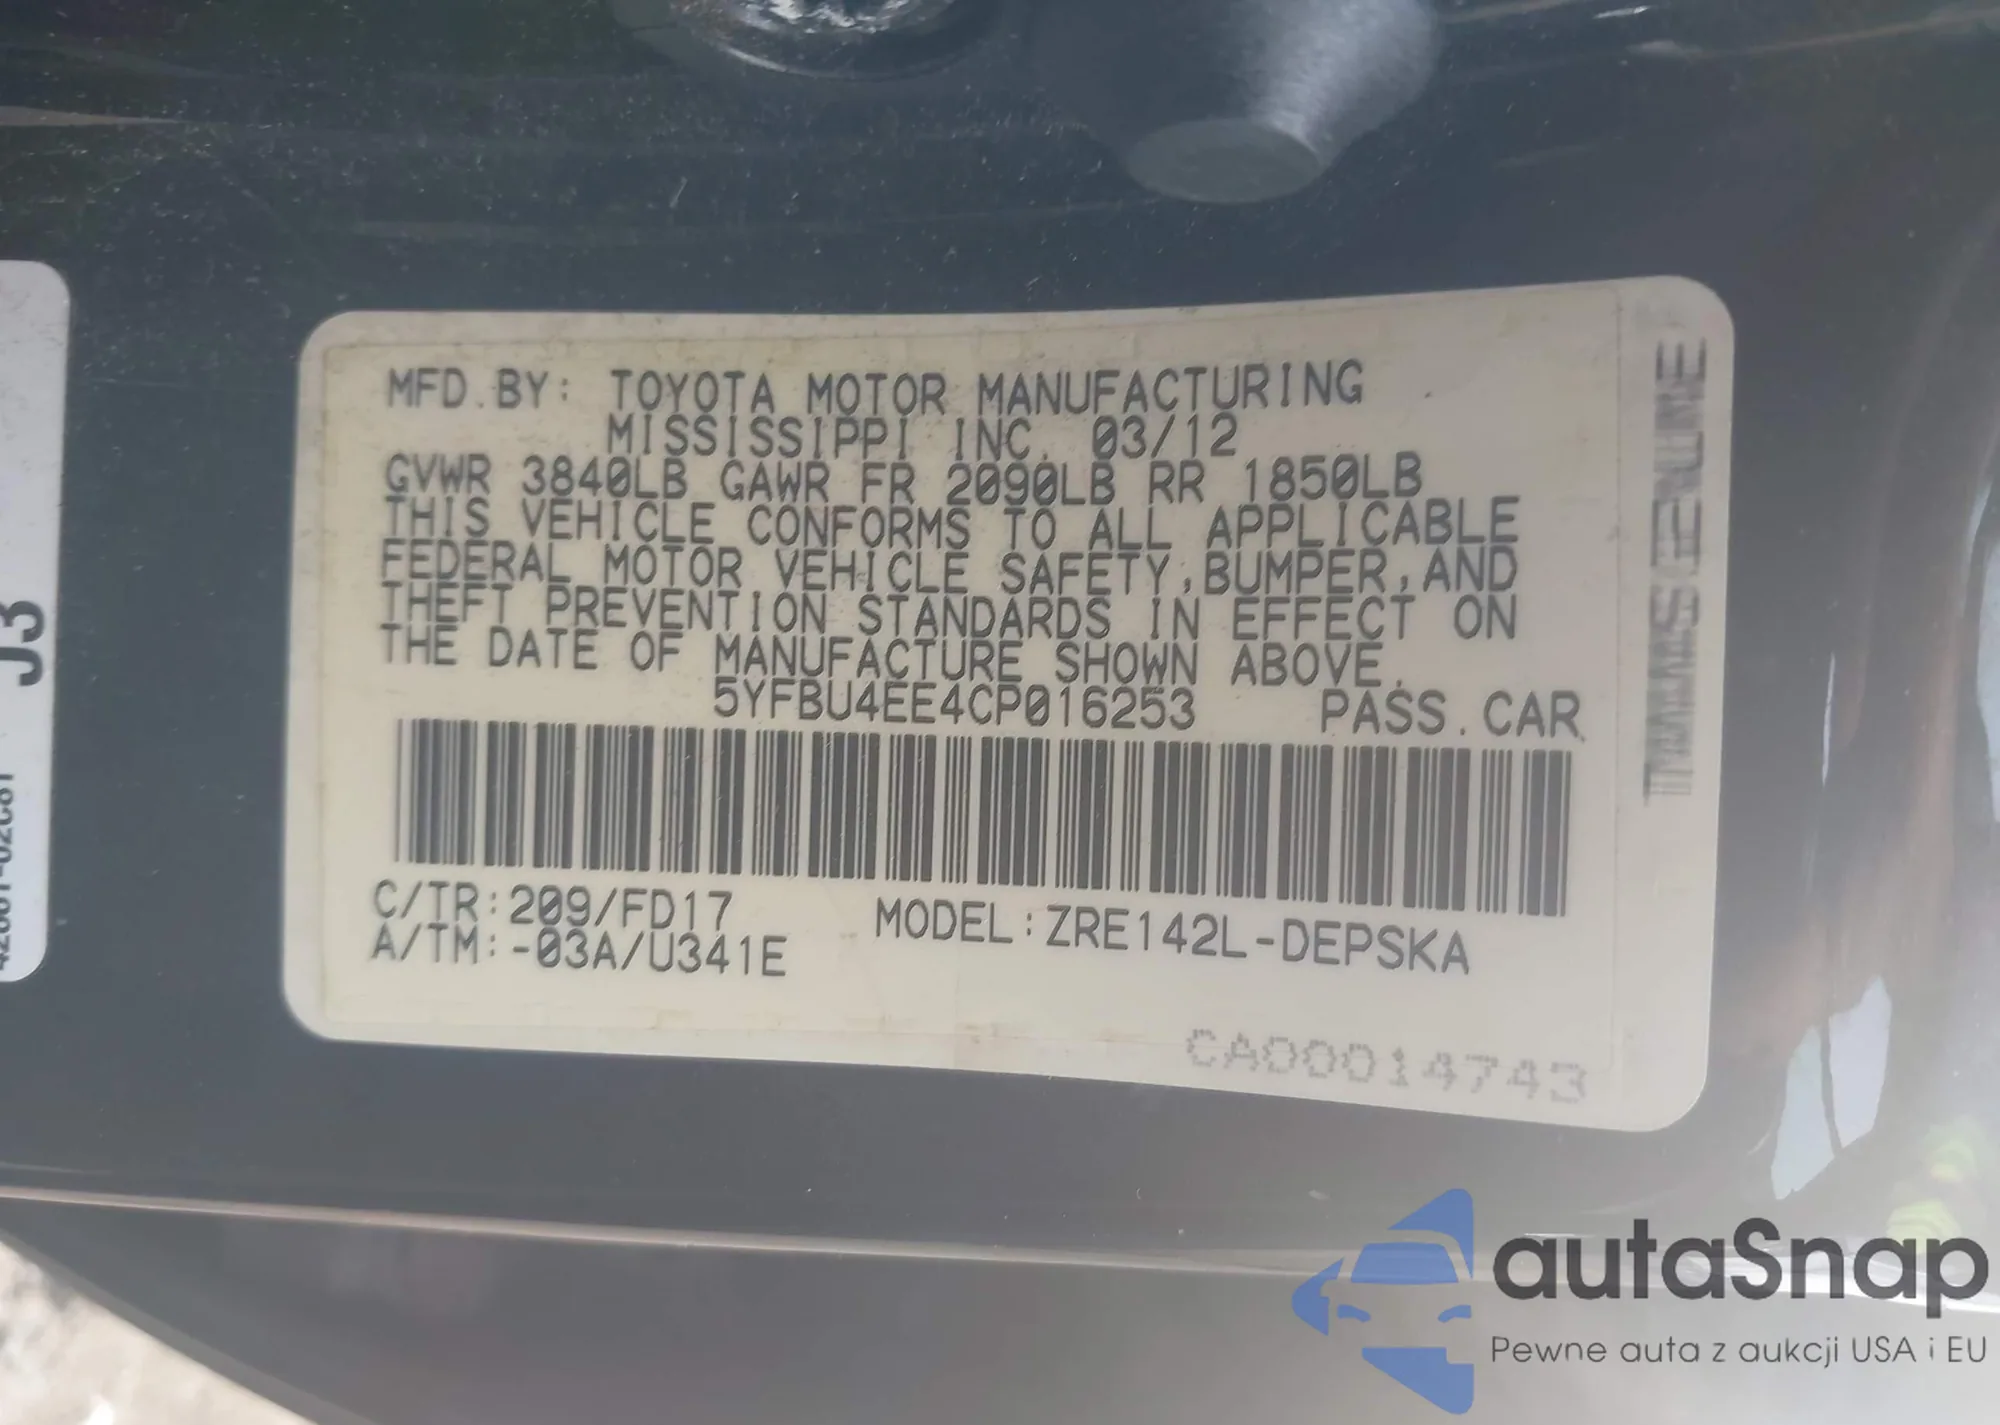 MFD.BY: TOYOTA MOTOR MANUFACTURING
MISSISSIPPI INC. 03/12
GVWR 3840LB GAWR FR 2090LB RR 1850LB
THIS VEHICLE CONFORMS TO ALL APPLICABLE
FEDERAL MOTOR VEHICLE SAFETY,BUMPER,AND
THEFT PREVENTION STANDARDS IN EFFECT ON
THE DATE OF MANUFACTURE SHOWN ABOVE.
5YFBU4EE4CP016253 PASS.CAR
C/TR:209/FD17 MODEL:ZRE142L-DEPSKA
A/TM:-03A/U341E
CA00014743
J3
autaSnap
Pewne auta z aukcji USA i EU